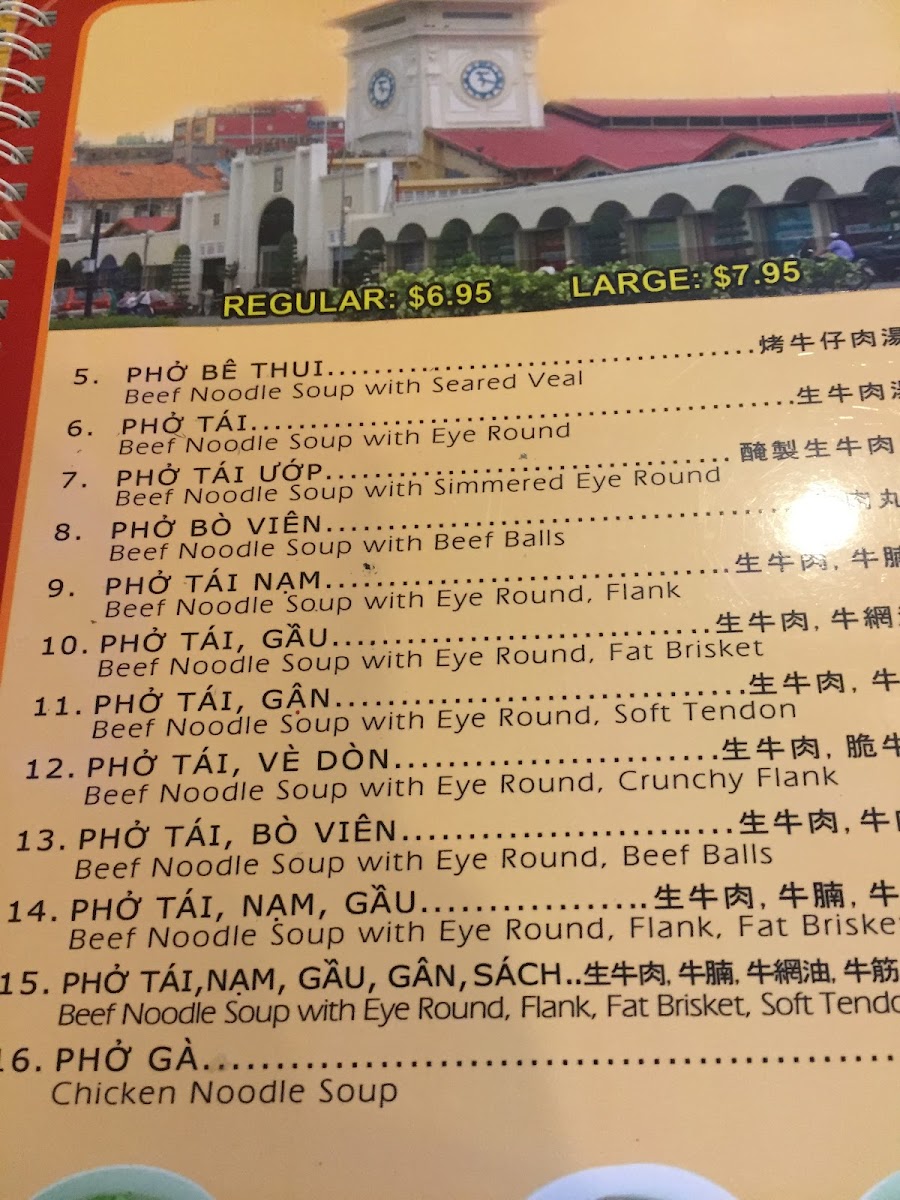 REGULAR: $6.95 LARGE: $7.95
5. PHỞ BÊ THUI........................................烤牛仔肉湯
Beef Noodle Soup with Seared Veal
6. PHỞ TÁI..................................................生牛肉湯
Beef Noodle Soup with Eye Round
7. PHỞ TÁI ƯỚP...................................醃製生牛肉
Beef Noodle Soup with Simmered Eye Round
8. PHỞ BÒ VIÊN............................................肉丸
Beef Noodle Soup with Beef Balls
9. PHỞ TÁI NẠM...................................生牛肉, 牛腩
Beef Noodle Soup with Eye Round, Flank
10. PHỞ TÁI, GẦU.................................生牛肉, 牛網油
Beef Noodle Soup with Eye Round, Fat Brisket
11. PHỞ TÁI, GẬN...................................生牛肉, 牛
Beef Noodle Soup with Eye Round, Soft Tendon
12. PHỞ TÁI, VÈ DÒN............................生牛肉, 脆牛
Beef Noodle Soup with Eye Round, Crunchy Flank
13. PHỞ TÁI, BÒ VIÊN............................生牛肉, 牛肉
Beef Noodle Soup with Eye Round, Beef Balls
14. PHỞ TÁI, NẠM, GẦU..................生牛肉, 牛腩, 牛
Beef Noodle Soup with Eye Round, Flank, Fat Brisket
15. PHỞ TÁI,NẠM, GẦU, GÂN,SÁCH..生牛肉, 牛腩, 牛網油, 牛筋
Beef Noodle Soup with Eye Round, Flank, Fat Brisket, Soft Tendo
16. PHỞ GÀ..................................................
Chicken Noodle Soup